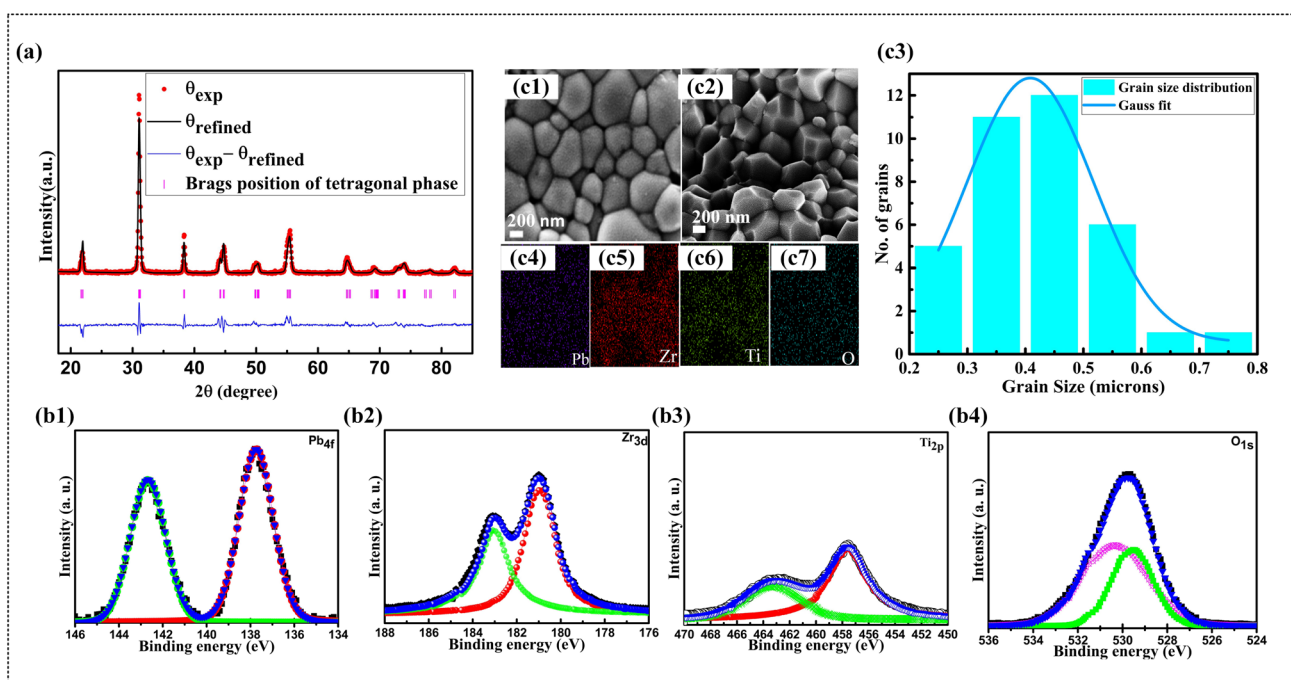 (a)
θexp
θrefined
θexp− θrefined
Brags position of tetragonal phase
Intensity(a.u.)
20 30 40 50 60 70 80
2θ (degree)
(c1)
200 nm
(c2)
200 nm
(c4)
Pb
(c5)
Zr
(c6)
Ti
(c7)
O
(c3)
Grain size distribution
Gauss fit
No. of grains
12
10
8
6
4
2
0
0.2 0.3 0.4 0.5 0.6 0.7 0.8
Grain Size (microns)
(b1)
Pb4f
Intensity (a. u.)
146 144 142 140 138 136 134
Binding energy (eV)
(b2)
Zr3d
Intensity (a. u.)
188 186 184 182 180 178 176
Binding energy (eV)
(b3)
Ti2p
Intensity (a. u.)
470 468 466 464 462 460 458 456 454 452 450
Binding energy (eV)
(b4)
O1s
Intensity (a. u.)
536 534 532 530 528 526 524
Binding energy (eV)